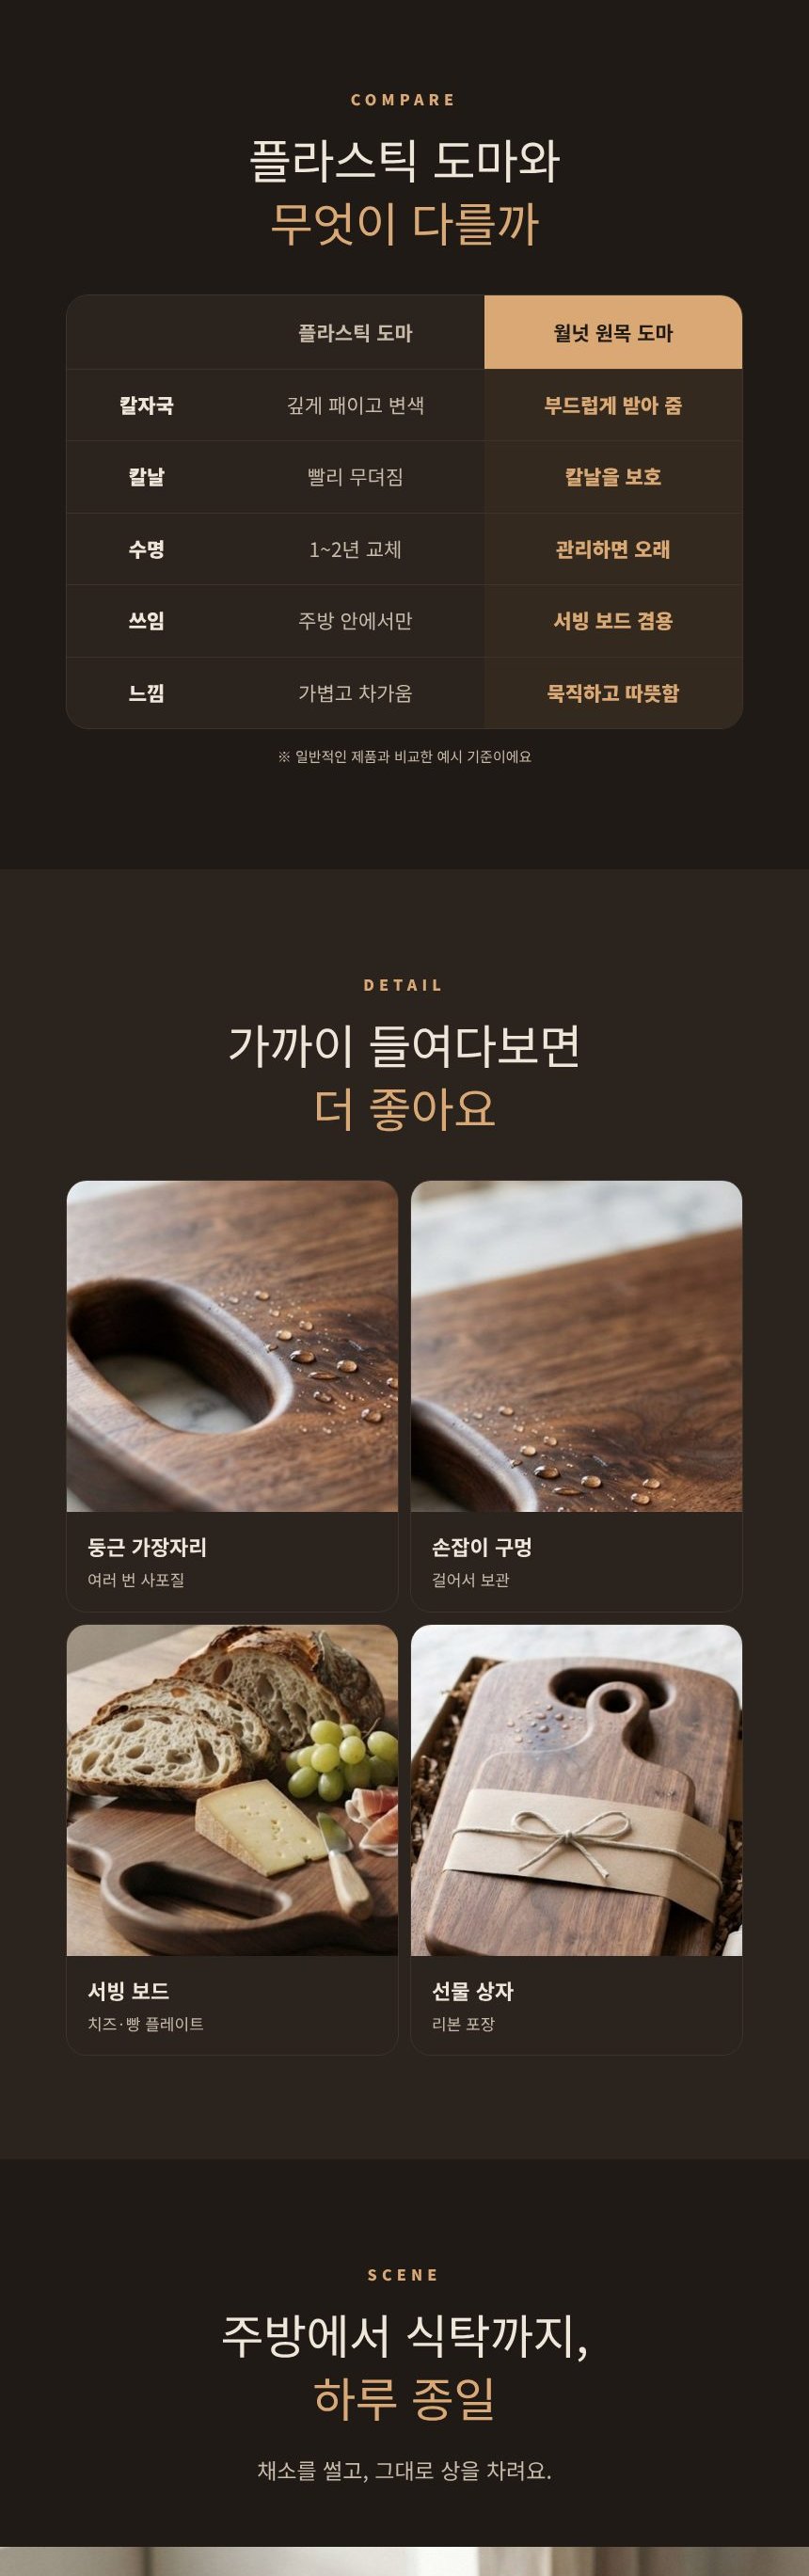 COMPARE
플라스틱 도마와
무엇이 다를까
플라스틱 도마 월넛 원목 도마
칼자국 깊게 패이고 변색 부드럽게 받아 줌
칼날 빨리 무뎌짐 칼날을 보호
수명 1~2년 교체 관리하면 오래
쓰임 주방 안에서만 서빙 보드 겸용
느낌 가볍고 차가움 묵직하고 따뜻함
※ 일반적인 제품과 비교한 예시 기준이에요
DETAIL
가까이 들여다보면
더 좋아요
둥근 가장자리
여러 번 사포질
손잡이 구멍
걸어서 보관
서빙 보드
치즈·빵 플레이트
선물 상자
리본 포장
SCENE
주방에서 식탁까지,
하루 종일
채소를 썰고, 그대로 상을 차려요.